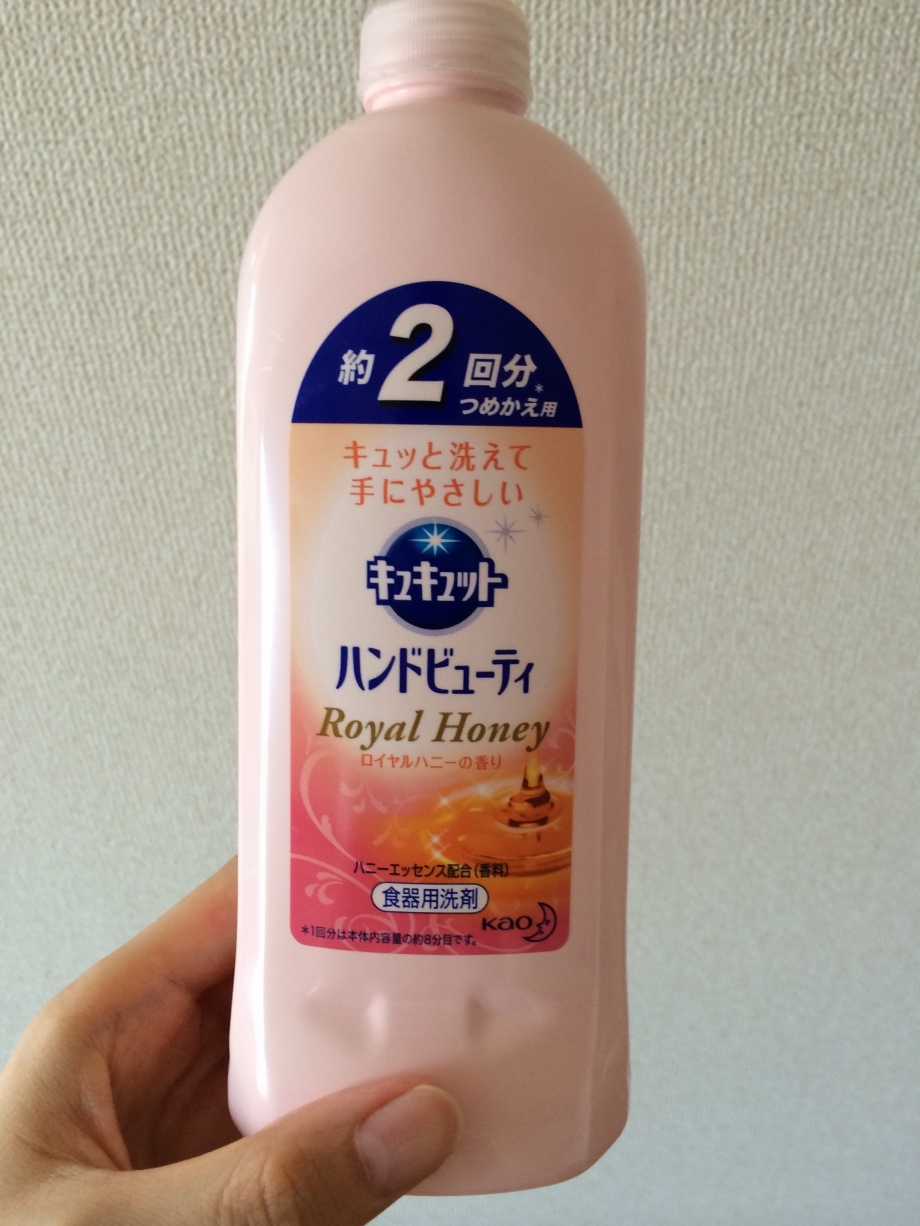 約2回分*
つめかえ用
キュッと洗えて
手にやさしい
キュキュット
ハンドビューティ
Royal Honey
ロイヤルハニーの香り
ハニーエッセンス配合(香料)
食器用洗剤
Kao
*1回分は本体内容量の約8分目です。